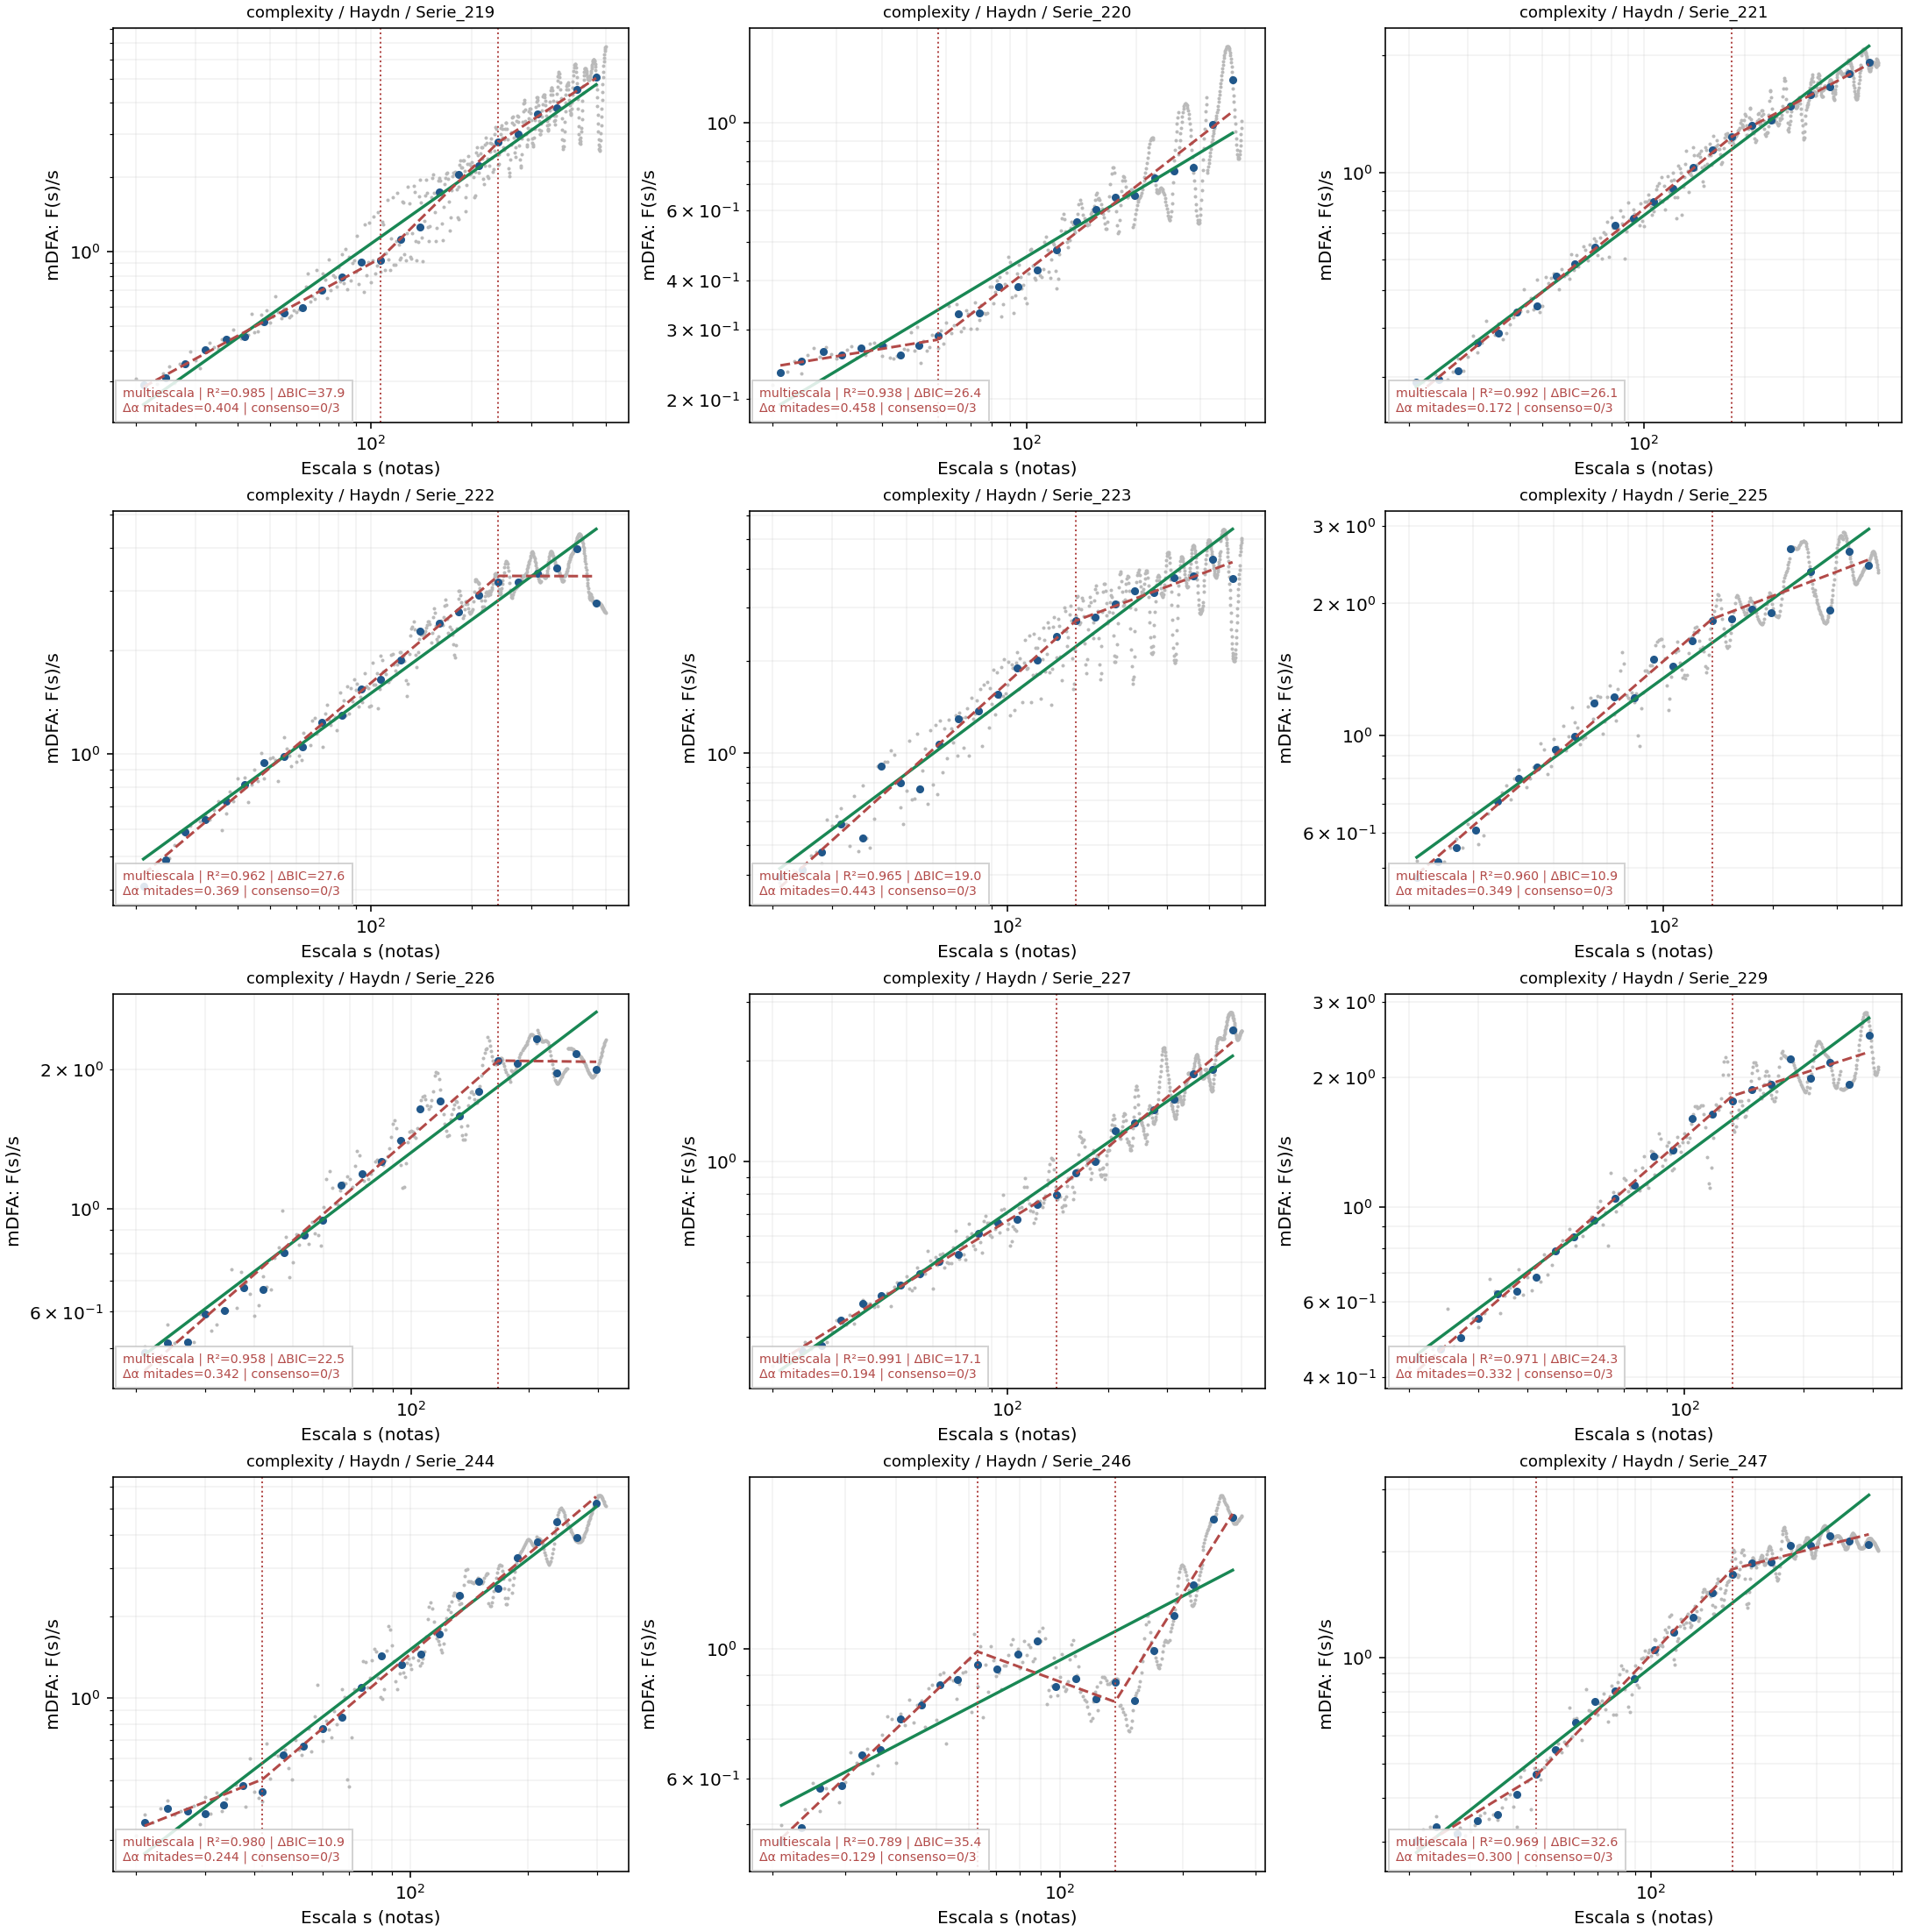 complexity / Haydn / Serie_219
mDFA: F(s)/s
10⁰
multiescala | R²=0.985 | ΔBIC=37.9
Δα mitades=0.404 | consenso=0/3
10²
Escala s (notas)
complexity / Haydn / Serie_220
mDFA: F(s)/s
10⁰
6 × 10⁻¹
4 × 10⁻¹
3 × 10⁻¹
2 × 10⁻¹
multiescala | R²=0.938 | ΔBIC=26.4
Δα mitades=0.458 | consenso=0/3
10²
Escala s (notas)
complexity / Haydn / Serie_221
mDFA: F(s)/s
10⁰
multiescala | R²=0.992 | ΔBIC=26.1
Δα mitades=0.172 | consenso=0/3
10²
Escala s (notas)
complexity / Haydn / Serie_222
mDFA: F(s)/s
10⁰
multiescala | R²=0.962 | ΔBIC=27.6
Δα mitades=0.369 | consenso=0/3
10²
Escala s (notas)
complexity / Haydn / Serie_223
mDFA: F(s)/s
10⁰
multiescala | R²=0.965 | ΔBIC=19.0
Δα mitades=0.443 | consenso=0/3
10²
Escala s (notas)
complexity / Haydn / Serie_225
mDFA: F(s)/s
3 × 10⁰
2 × 10⁰
10⁰
6 × 10⁻¹
multiescala | R²=0.960 | ΔBIC=10.9
Δα mitades=0.349 | consenso=0/3
10²
Escala s (notas)
complexity / Haydn / Serie_226
mDFA: F(s)/s
2 × 10⁰
10⁰
6 × 10⁻¹
multiescala | R²=0.958 | ΔBIC=22.5
Δα mitades=0.342 | consenso=0/3
10²
Escala s (notas)
complexity / Haydn / Serie_227
mDFA: F(s)/s
10⁰
multiescala | R²=0.991 | ΔBIC=17.1
Δα mitades=0.194 | consenso=0/3
10²
Escala s (notas)
complexity / Haydn / Serie_229
mDFA: F(s)/s
3 × 10⁰
2 × 10⁰
10⁰
6 × 10⁻¹
4 × 10⁻¹
multiescala | R²=0.971 | ΔBIC=24.3
Δα mitades=0.332 | consenso=0/3
10²
Escala s (notas)
complexity / Haydn / Serie_244
mDFA: F(s)/s
10⁰
multiescala | R²=0.980 | ΔBIC=10.9
Δα mitades=0.244 | consenso=0/3
10²
Escala s (notas)
complexity / Haydn / Serie_246
mDFA: F(s)/s
10⁰
6 × 10⁻¹
multiescala | R²=0.789 | ΔBIC=35.4
Δα mitades=0.129 | consenso=0/3
10²
Escala s (notas)
complexity / Haydn / Serie_247
mDFA: F(s)/s
10⁰
multiescala | R²=0.969 | ΔBIC=32.6
Δα mitades=0.300 | consenso=0/3
10²
Escala s (notas)